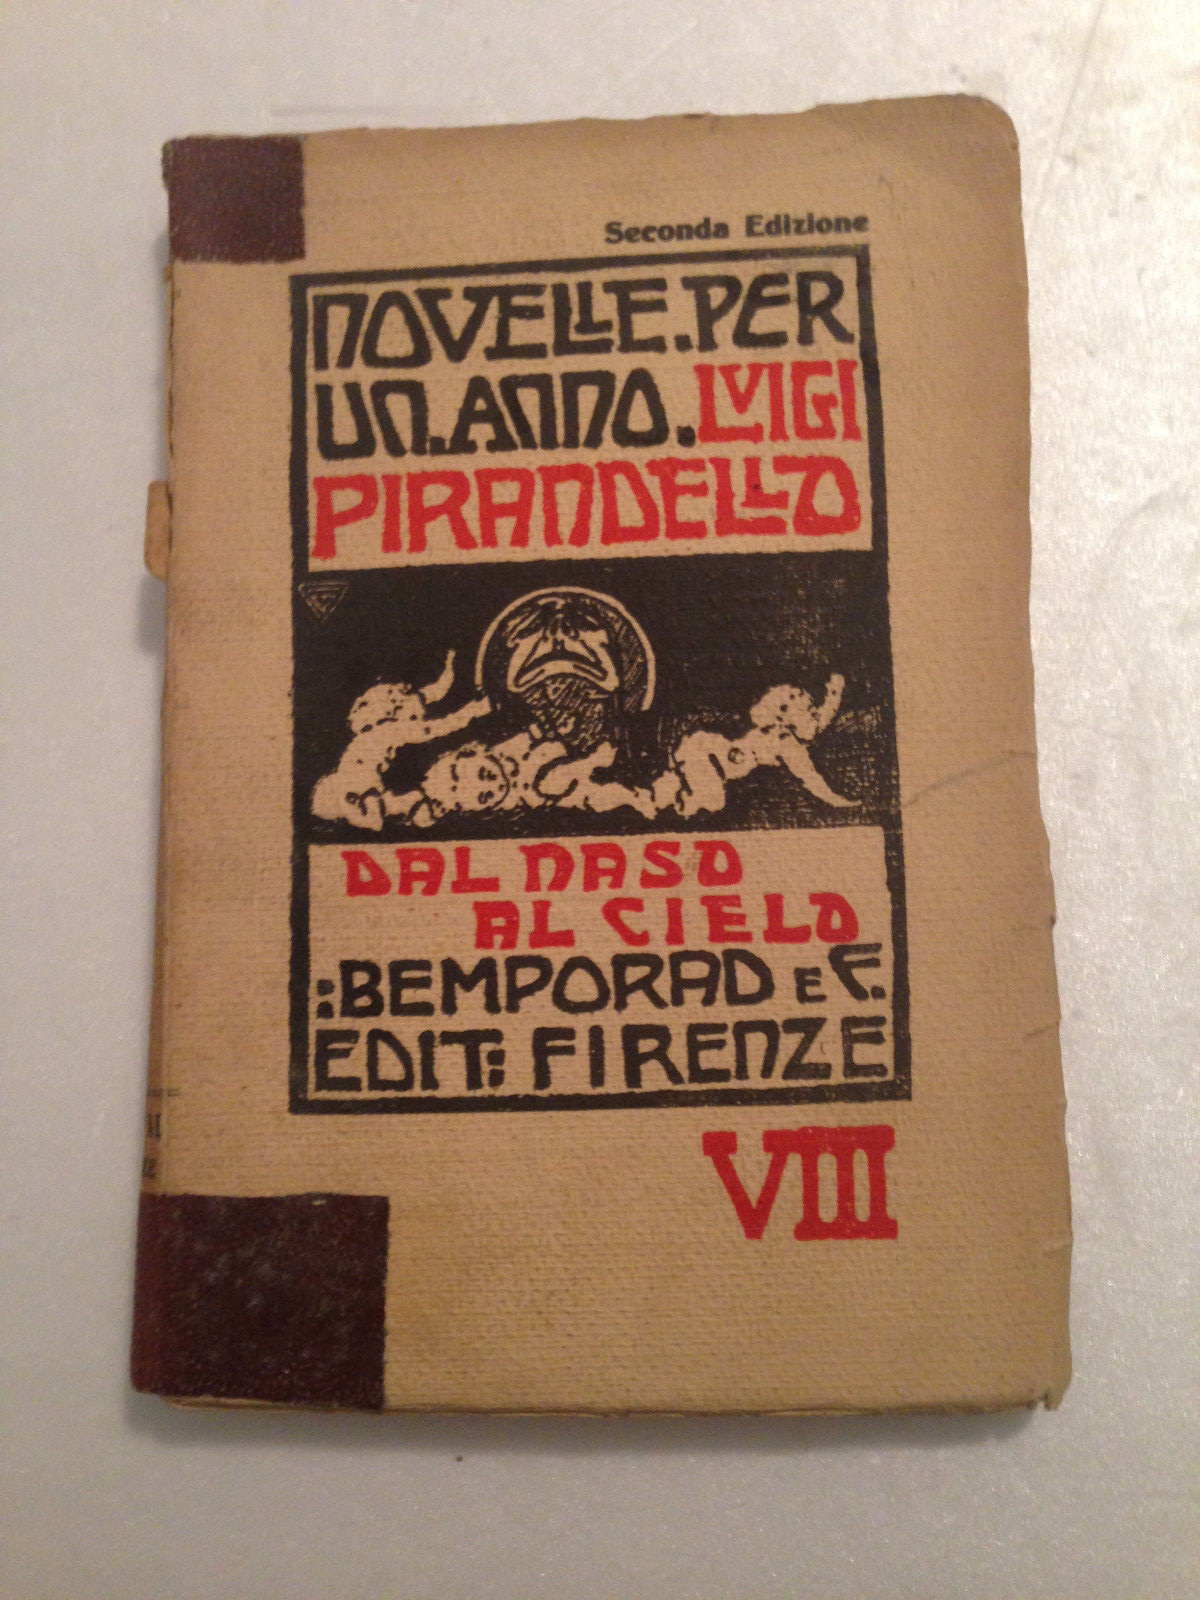 Seconda Edizione
NOVELLE.PER
UN.ANNO.LUIGI
PIRANDELLO
DAL NASO
AL CIELO
:BEMPORAD E F.
EDIT: FIRENZE
VIII